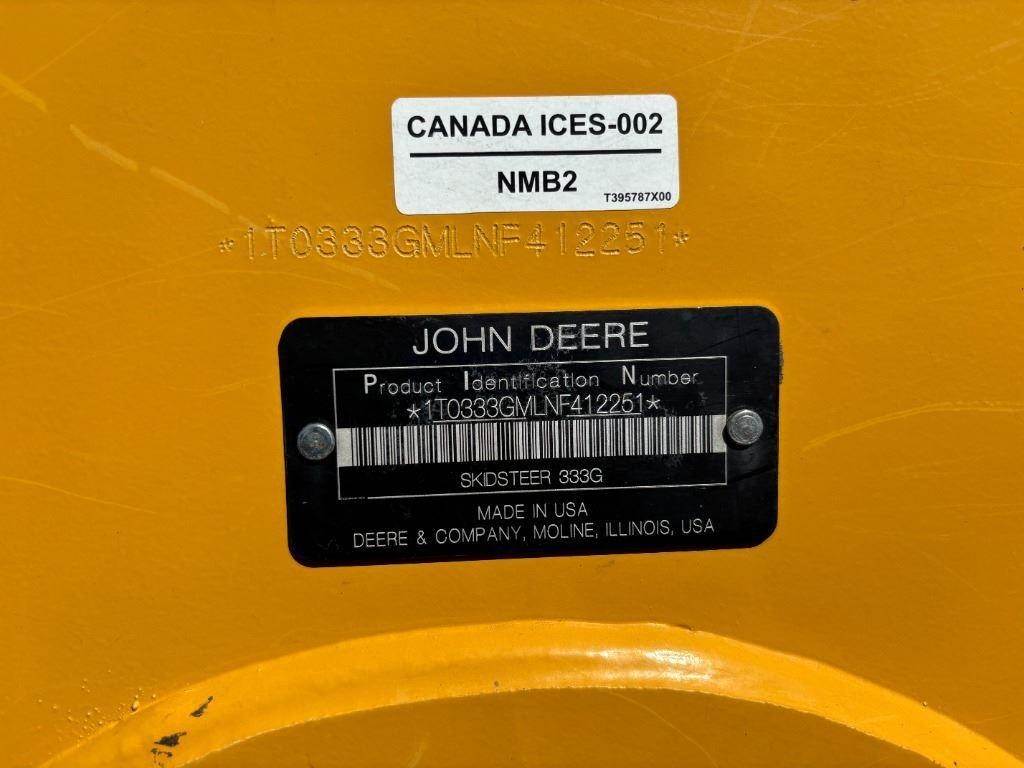 CANADA ICES-002
NMB2
T395787X00
*1T0333GMLNF412251*
JOHN DEERE
Product Identification Number
*1T0333GMLNF412251*
SKIDSTEER 333G
MADE IN USA
DEERE & COMPANY, MOLINE, ILLINOIS, USA